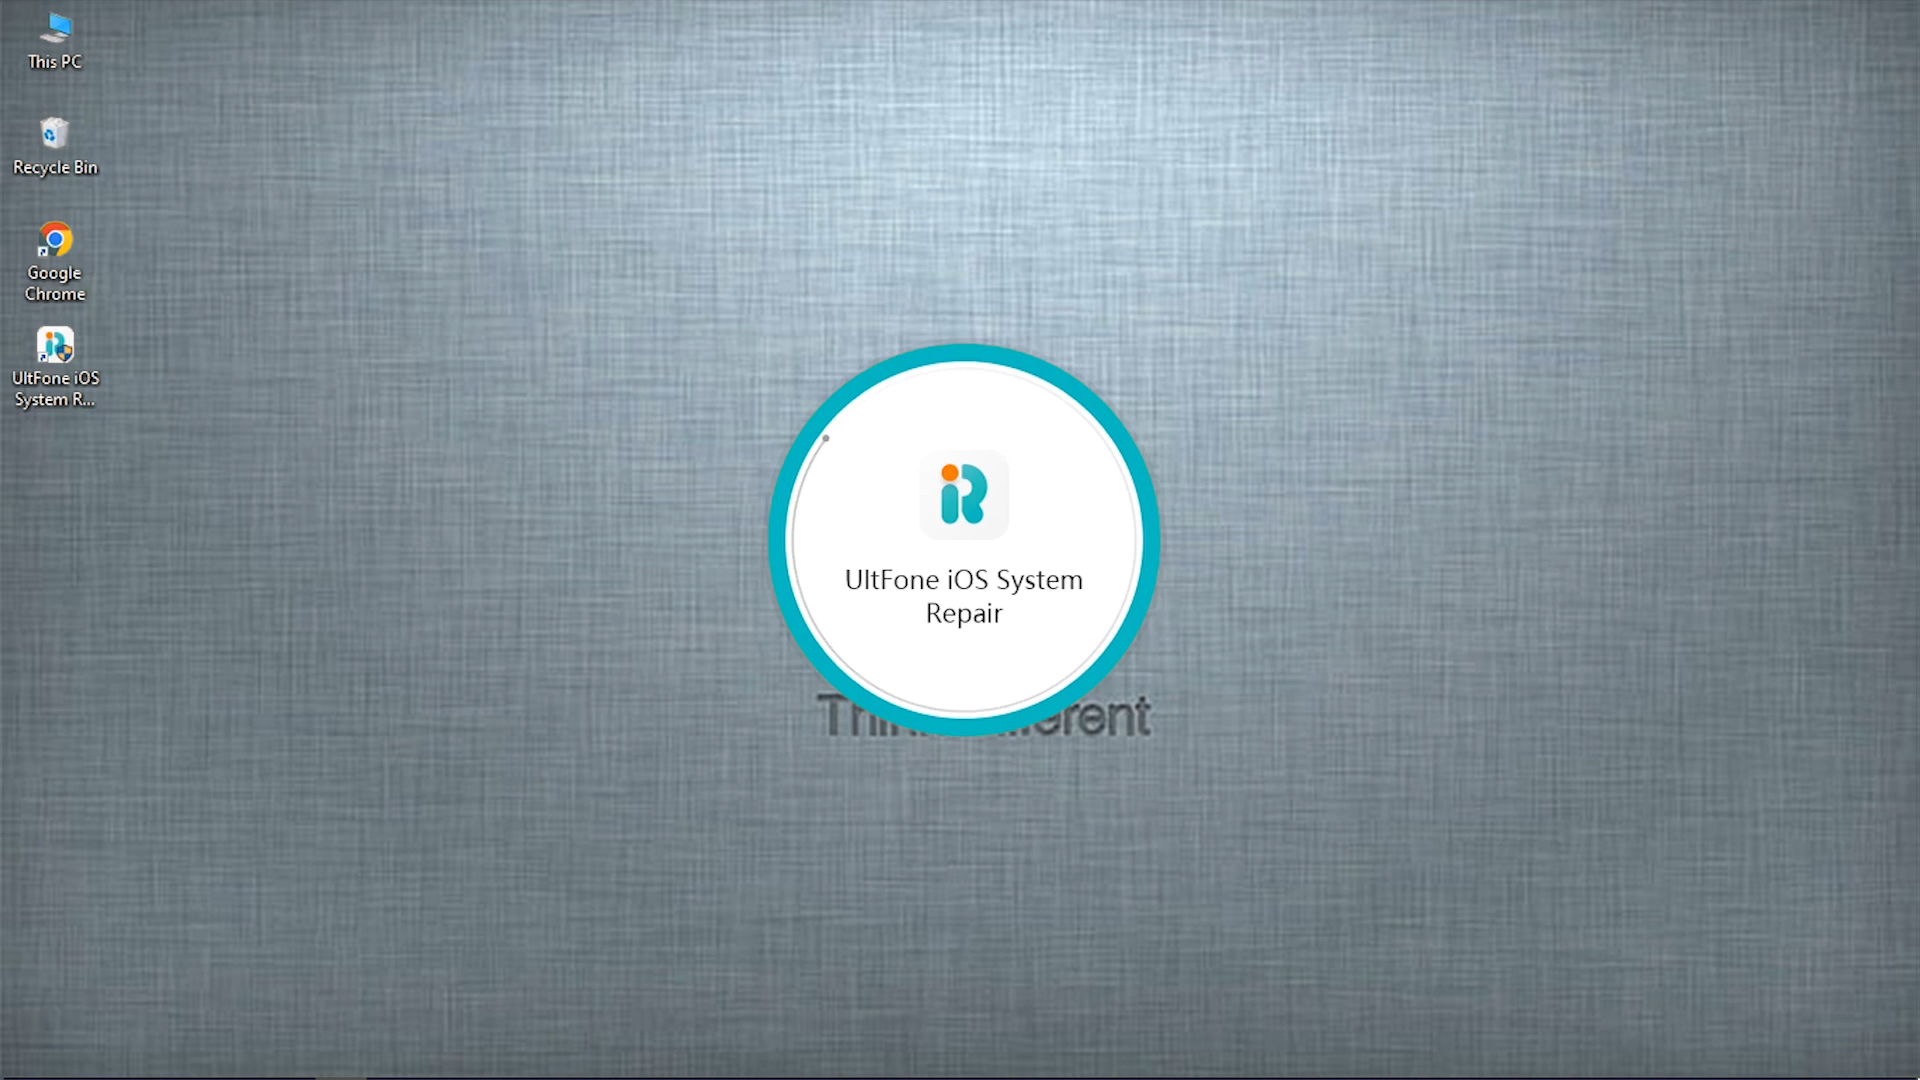 This PC
Recycle Bin
Google
Chrome
UltFone iOS
System R...
UltFone iOS System
Repair